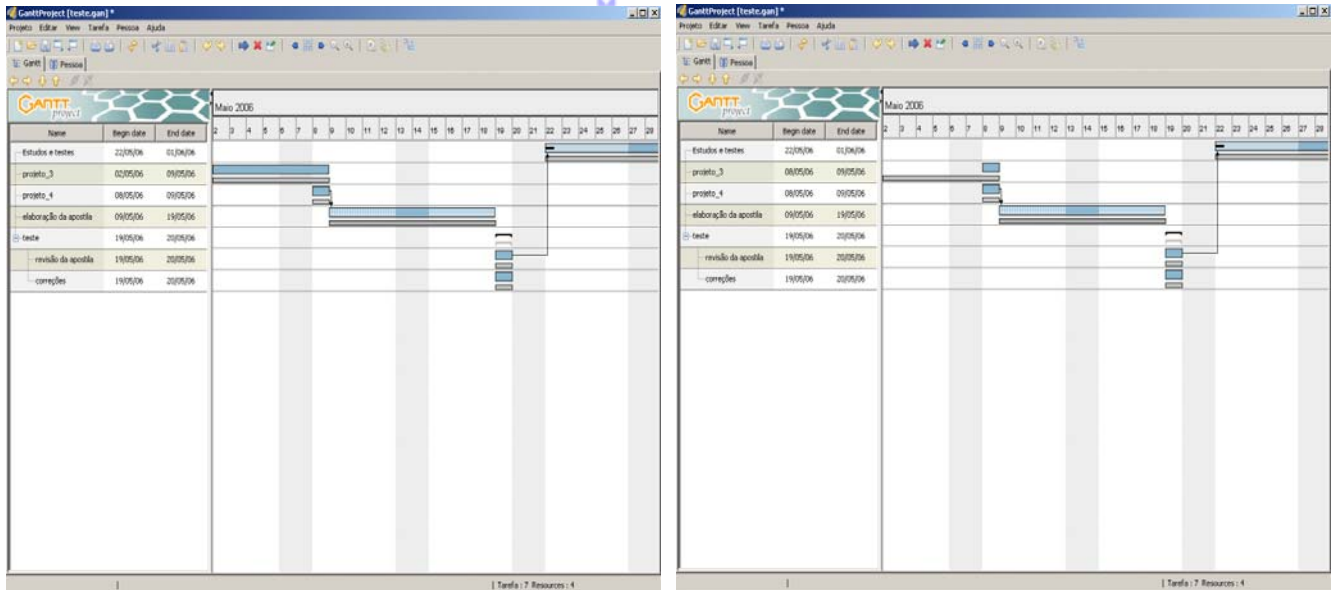 GanttProject [teste.gan] *
Projeto Editar View Tarefa Pessoa Ajuda
Gantt Pessoa
GANTT project
Maio 2006
Name Begin date End date 2 3 4 5 6 7 8 9 10 11 12 13 14 15 16 17 18 19 20 21 22 23 24 25 26 27 28
Estudos e testes 22/05/06 01/06/06
projeto_3 02/05/06 09/05/06
projeto_4 08/05/06 09/05/06
elaboração da apostila 09/05/06 19/05/06
teste 19/05/06 20/05/06
revisão da apostila 19/05/06 20/05/06
correções 19/05/06 20/05/06
Tarefa : 7 Resources : 4
GanttProject [teste.gan] *
Projeto Editar View Tarefa Pessoa Ajuda
Gantt Pessoa
GANTT project
Maio 2006
Name Begin date End date 2 3 4 5 6 7 8 9 10 11 12 13 14 15 16 17 18 19 20 21 22 23 24 25 26 27 28
Estudos e testes 22/05/06 01/06/06
projeto_3 08/05/06 09/05/06
projeto_4 08/05/06 09/05/06
elaboração da apostila 09/05/06 19/05/06
teste 19/05/06 20/05/06
revisão da apostila 19/05/06 20/05/06
correções 19/05/06 20/05/06
Tarefa : 7 Resources : 4